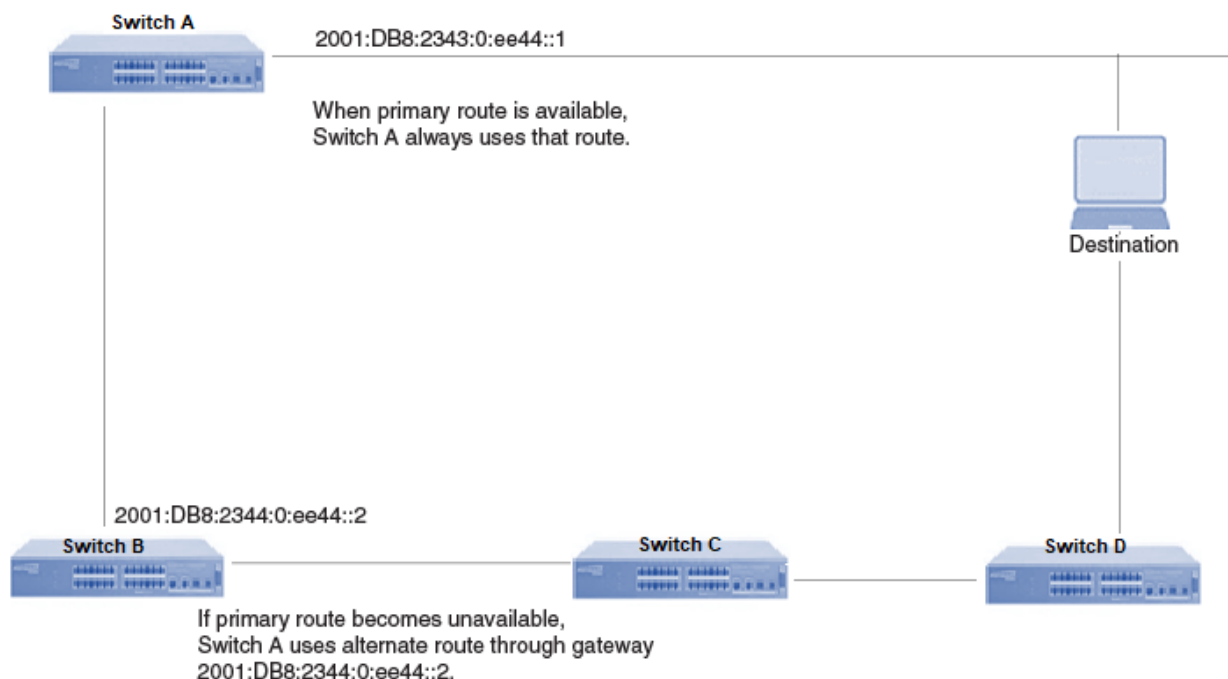 Switch A
2001:DB8:2343:0:ee44::1
When primary route is available,
Switch A always uses that route.
Destination
2001:DB8:2344:0:ee44::2
Switch B
Switch C
Switch D
If primary route becomes unavailable,
Switch A uses alternate route through gateway
2001:DB8:2344:0:ee44::2.